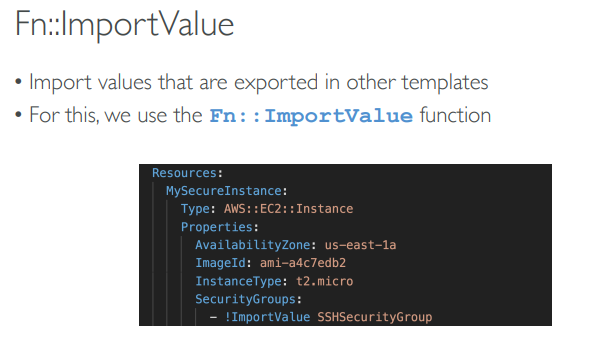 Fn::ImportValue
• Import values that are exported in other templates
• For this, we use the Fn::ImportValue function
Resources:
  MySecureInstance:
    Type: AWS::EC2::Instance
    Properties:
      AvailabilityZone: us-east-1a
      ImageId: ami-a4c7edb2
      InstanceType: t2.micro
      SecurityGroups:
        - !ImportValue SSHSecurityGroup